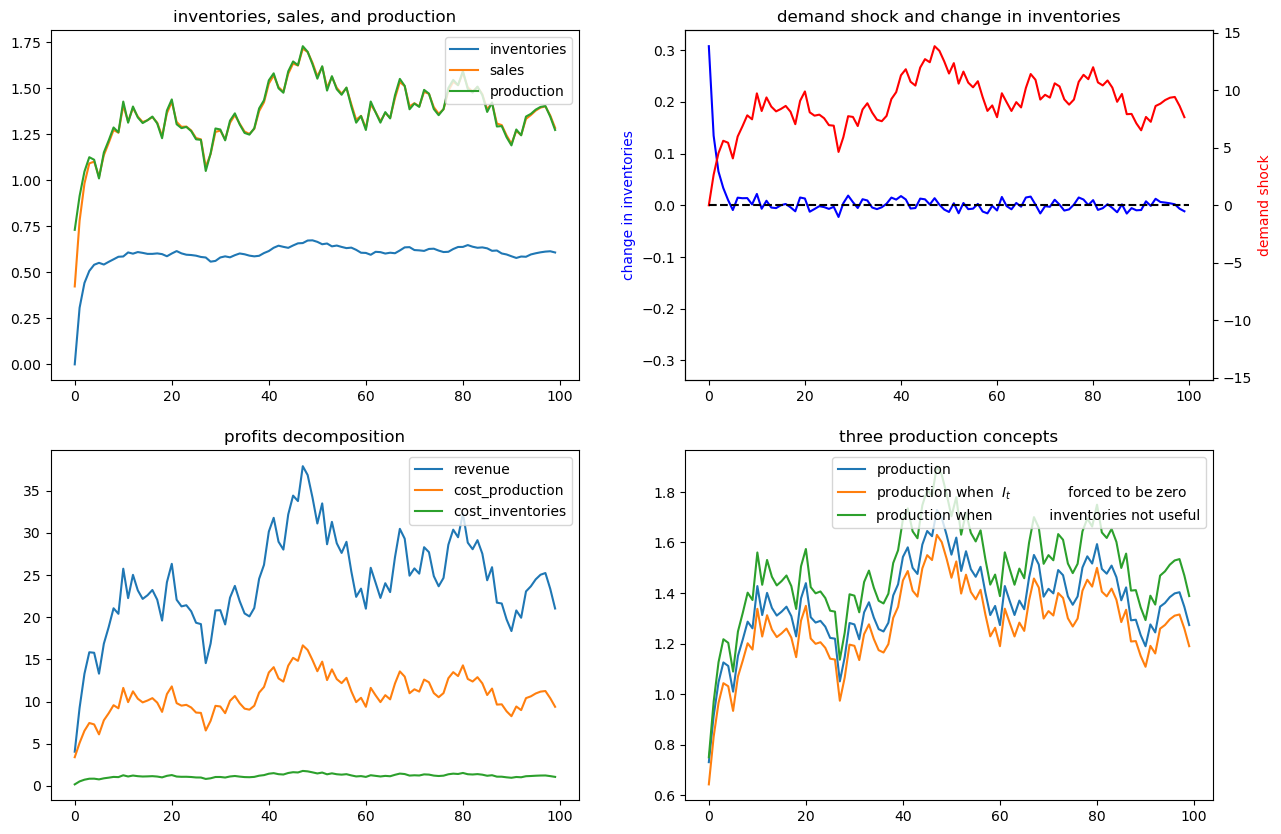 inventories, sales, and production
inventories
sales
production
1.75
1.50
1.25
1.00
0.75
0.50
0.25
0.00
0 20 40 60 80 100
demand shock and change in inventories
change in inventories
0.3
0.2
0.1
0.0
−0.1
−0.2
−0.3
15
10
5
0
−5
−10
−15
demand shock
0 20 40 60 80 100
profits decomposition
revenue
cost_production
cost_inventories
35
30
25
20
15
10
5
0
0 20 40 60 80 100
three production concepts
production
production when I_t forced to be zero
production when inventories not useful
1.8
1.6
1.4
1.2
1.0
0.8
0.6
0 20 40 60 80 100